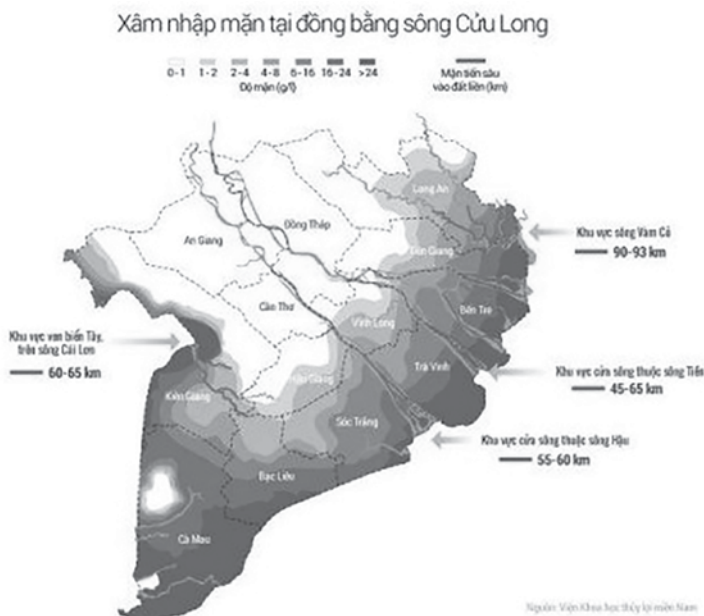 Xâm nhập mặn tại đồng bằng sông Cửu Long
0-1 1-2 2-4 4-8 6-16 16-24 >24
Độ mặn (g/l)
Mặn tiến sâu
vào đất liền (km)
Long An
Đồng Tháp
An Giang
Tiền Giang
Khu vực sông Vàm Cỏ
90-93 km
Cần Thơ
Bến Tre
Vĩnh Long
Khu vực ven biển Tây,
trên sông Cái Lớn
60-65 km
Hậu Giang
Trà Vinh
Khu vực cửa sông thuộc sông Tiền
45-65 km
Kiên Giang
Sóc Trăng
Khu vực cửa sông thuộc sông Hậu
55-60 km
Bạc Liêu
Cà Mau
Nguồn: Viện Khoa học thủy lợi miền Nam